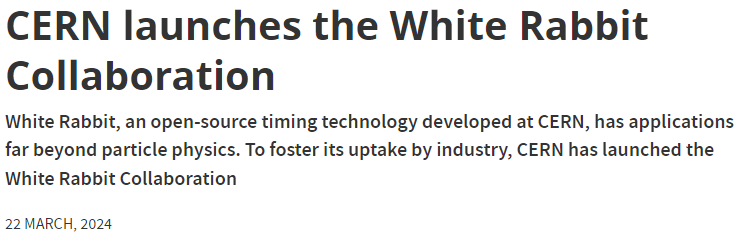 CERN launches the White Rabbit
Collaboration
White Rabbit, an open-source timing technology developed at CERN, has applications
far beyond particle physics. To foster its uptake by industry, CERN has launched the
White Rabbit Collaboration
22 MARCH, 2024